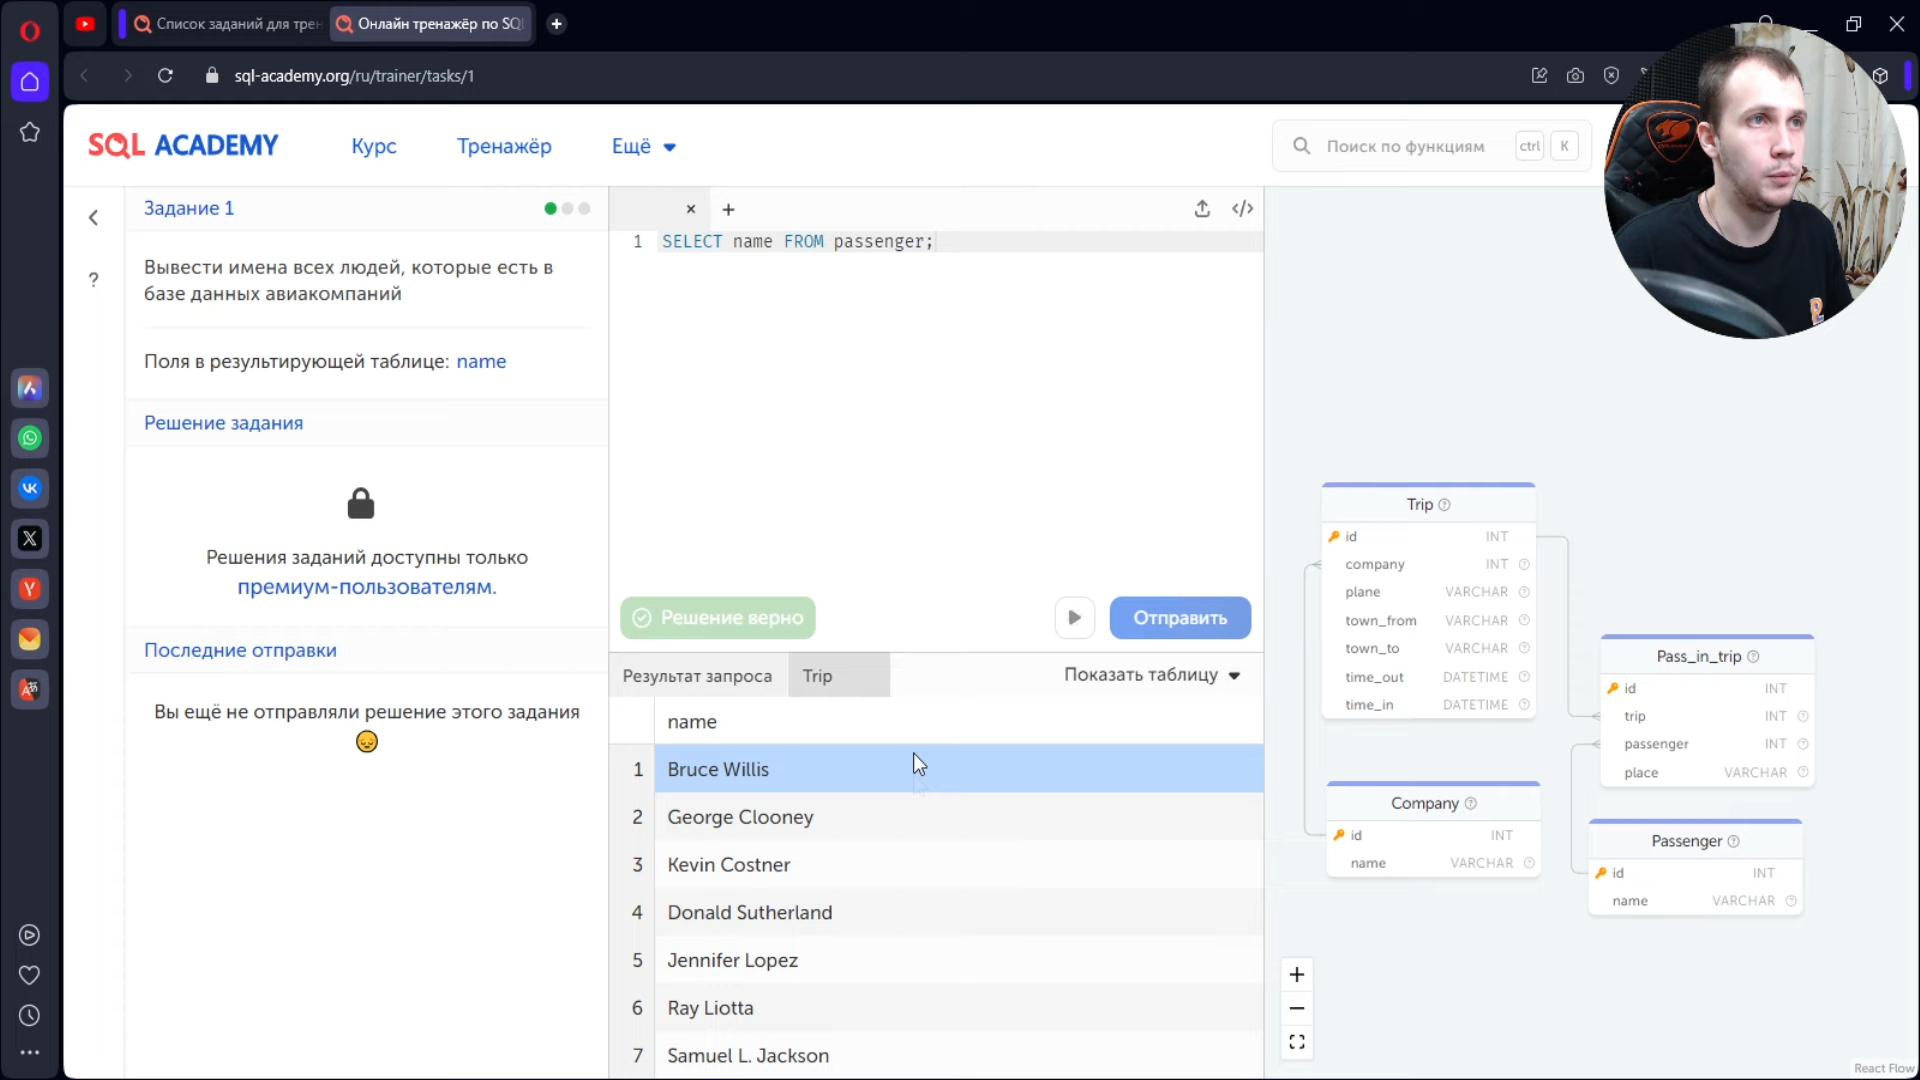 Список заданий для трен
Онлайн тренажёр по SQ
sql-academy.org/ru/trainer/tasks/1
SQL ACADEMY
Курс
Тренажёр
Ещё
Поиск по функциям
ctrl
K
Задание 1
Вывести имена всех людей, которые есть в
базе данных авиакомпаний
Поля в результирующей таблице: name
Решение задания
Решения заданий доступны только
премиум-пользователям.
Последние отправки
Вы ещё не отправляли решение этого задания
1 SELECT name FROM passenger;
Решение верно
Отправить
Результат запроса
Trip
Показать таблицу
name
1 Bruce Willis
2 George Clooney
3 Kevin Costner
4 Donald Sutherland
5 Jennifer Lopez
6 Ray Liotta
7 Samuel L. Jackson
Trip
id INT
company INT
plane VARCHAR
town_from VARCHAR
town_to VARCHAR
time_out DATETIME
time_in DATETIME
Pass_in_trip
id INT
trip INT
passenger INT
place VARCHAR
Company
id INT
name VARCHAR
Passenger
id INT
name VARCHAR
React Flow